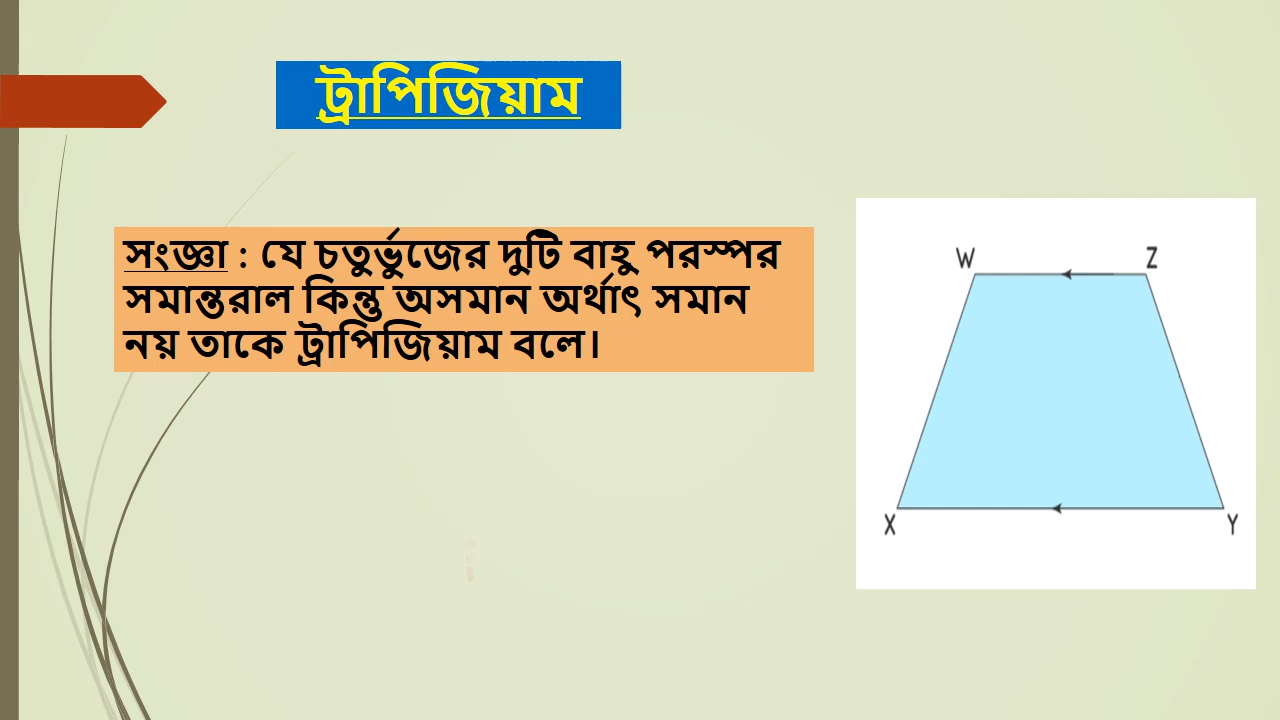 ট্রাপিজিয়াম
সংজ্ঞা : যে চতুর্ভুজের দুটি বাহু পরস্পর
সমান্তরাল কিন্তু অসমান অর্থাৎ সমান
নয় তাকে ট্রাপিজিয়াম বলে।
W Z
X Y